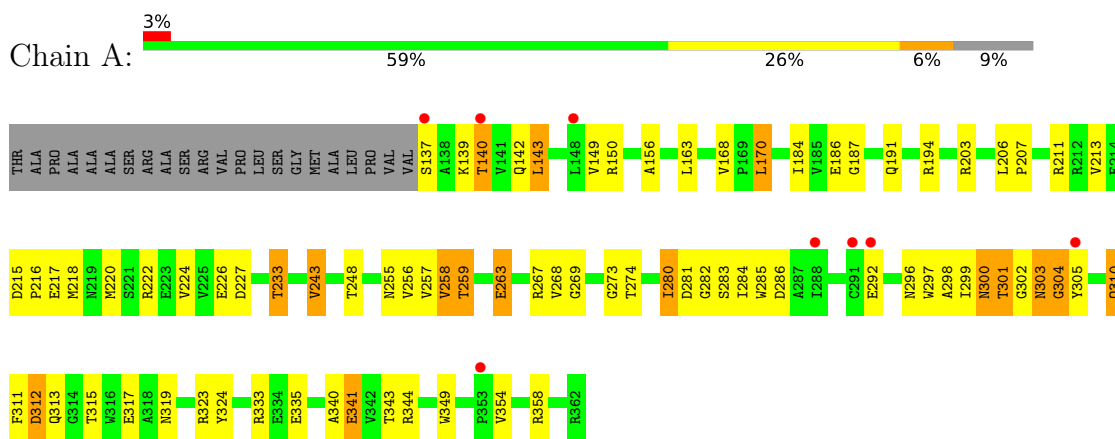 3%
Chain A:
59% 26% 6% 9%
THR ALA PRO ALA ALA ALA ALA SER ARG ALA SER ARG VAL PRO LEU SER GLY MET ALA LEU PRO VAL VAL S137 A138 K139 T140 V141 Q142 L143 L148 V149 R150 A156 L163 V168 P169 L170 I184 V185 E186 G187 Q191 R194 R203 L206 P207 R211 R212 V213 E214
D215 P216 E217 M218 N219 M220 S221 R222 E223 V224 V225 E226 D227 T233 V243 T248 N255 V256 V257 V258 T259 E263 R267 V268 G269 G273 T274 I280 D281 G282 S283 I284 W285 D286 A287 I288 C291 E292 N296 W297 A298 I299 N300 T301 G302 N303 G304 Y305 D310
F311 D312 Q313 G314 T315 W316 E317 A318 N319 R323 Y324 R333 E334 E335 A340 E341 V342 T343 R344 W349 P353 V354 R358 R362